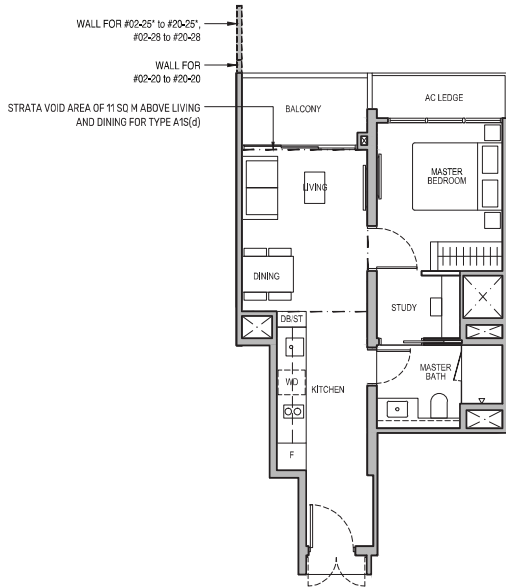 WALL FOR #02-25* to #20-25*,
#02-28 to #20-28
WALL FOR
#02-20 to #20-20
STRATA VOID AREA OF 11 SQ M ABOVE LIVING
AND DINING FOR TYPE A1S(d)
BALCONY
AC LEDGE
LIVING
MASTER
BEDROOM
DINING
STUDY
DB/ST
WD
KITCHEN
MASTER
BATH
F